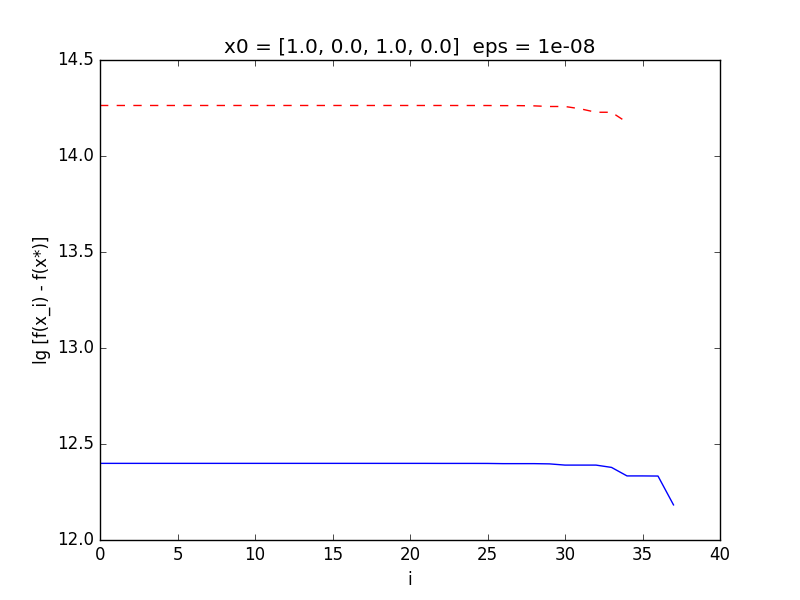 x0 = [1.0, 0.0, 1.0, 0.0]  eps = 1e-08
14.5
14.0
13.5
13.0
12.5
12.0
lg [f(x_i) - f(x*)]
0 5 10 15 20 25 30 35 40
i